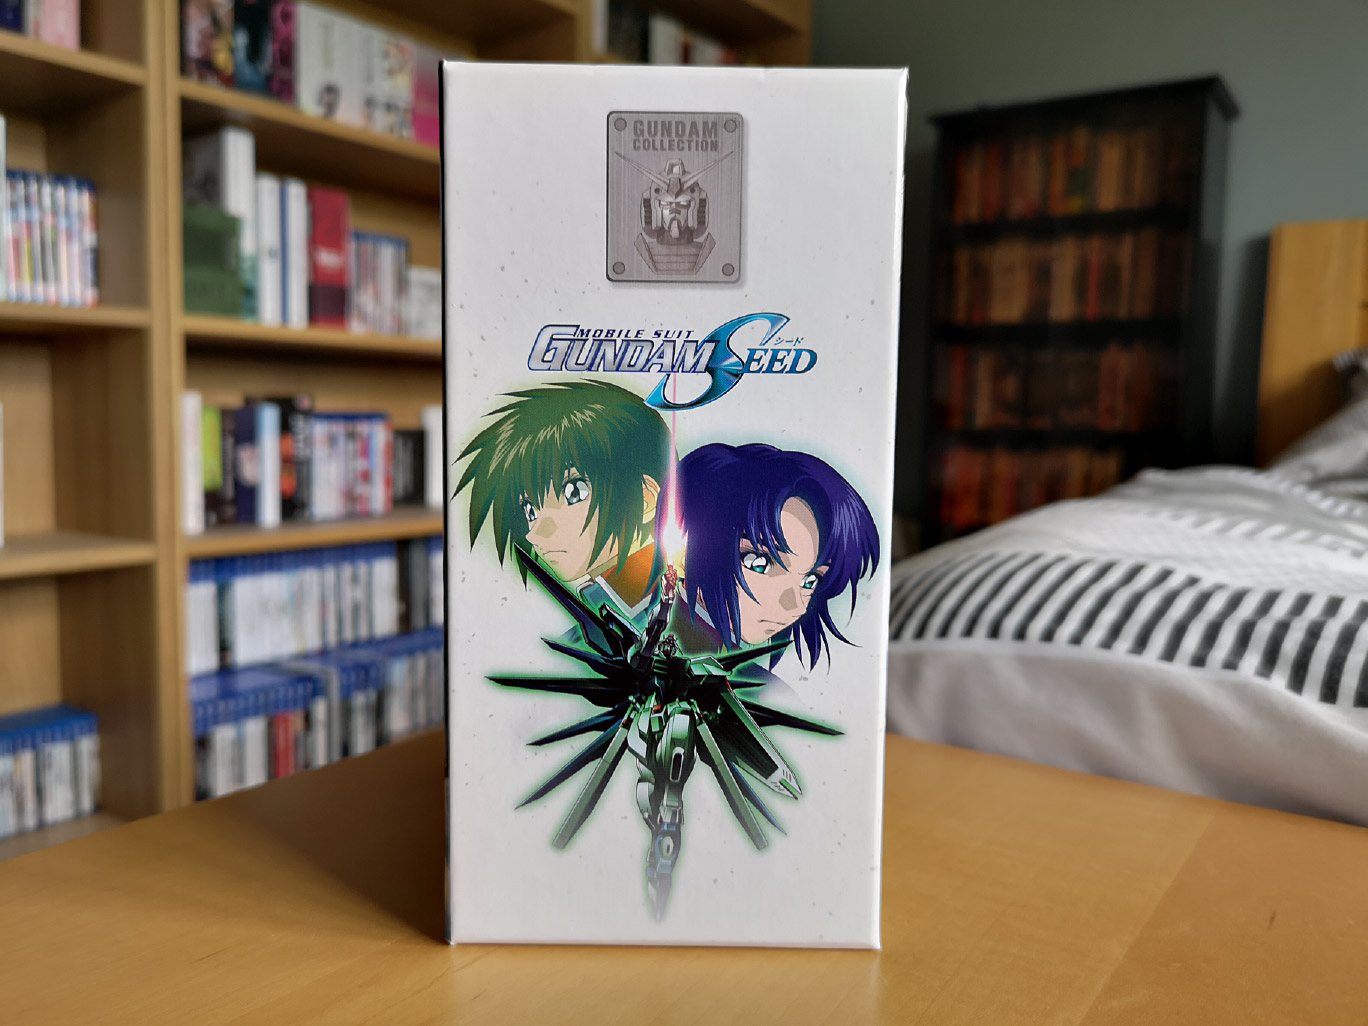 GUNDAM
COLLECTION
MOBILE SUIT
GUNDAM SEED
シード